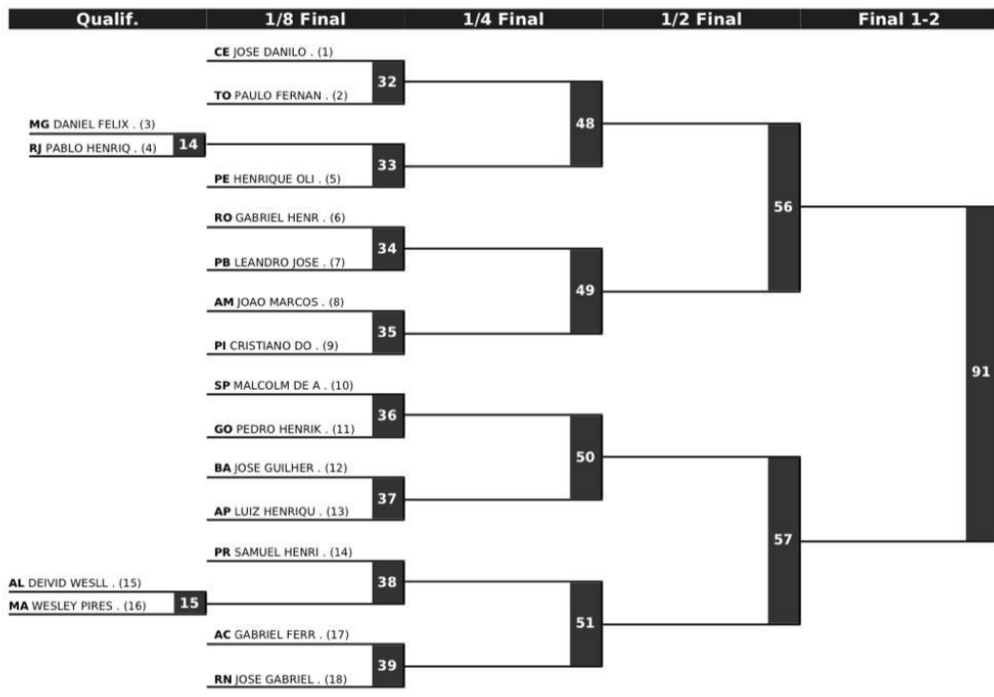 Qualif.
1/8 Final
1/4 Final
1/2 Final
Final 1-2
CE JOSE DANILO . (1)
32
TO PAULO FERNAN . (2)
48
MG DANIEL FELIX . (3)
14
RJ PABLO HENRIQ . (4)
33
PE HENRIQUE OLI . (5)
56
RO GABRIEL HENR . (6)
34
PB LEANDRO JOSE . (7)
49
AM JOAO MARCOS . (8)
35
PI CRISTIANO DO . (9)
91
SP MALCOLM DE A . (10)
36
GO PEDRO HENRIK . (11)
50
BA JOSE GUILHER . (12)
37
AP LUIZ HENRIQU . (13)
57
PR SAMUEL HENRI . (14)
38
AL DEIVID WESLL . (15)
15
MA WESLEY PIRES . (16)
51
AC GABRIEL FERR . (17)
39
RN JOSE GABRIEL . (18)